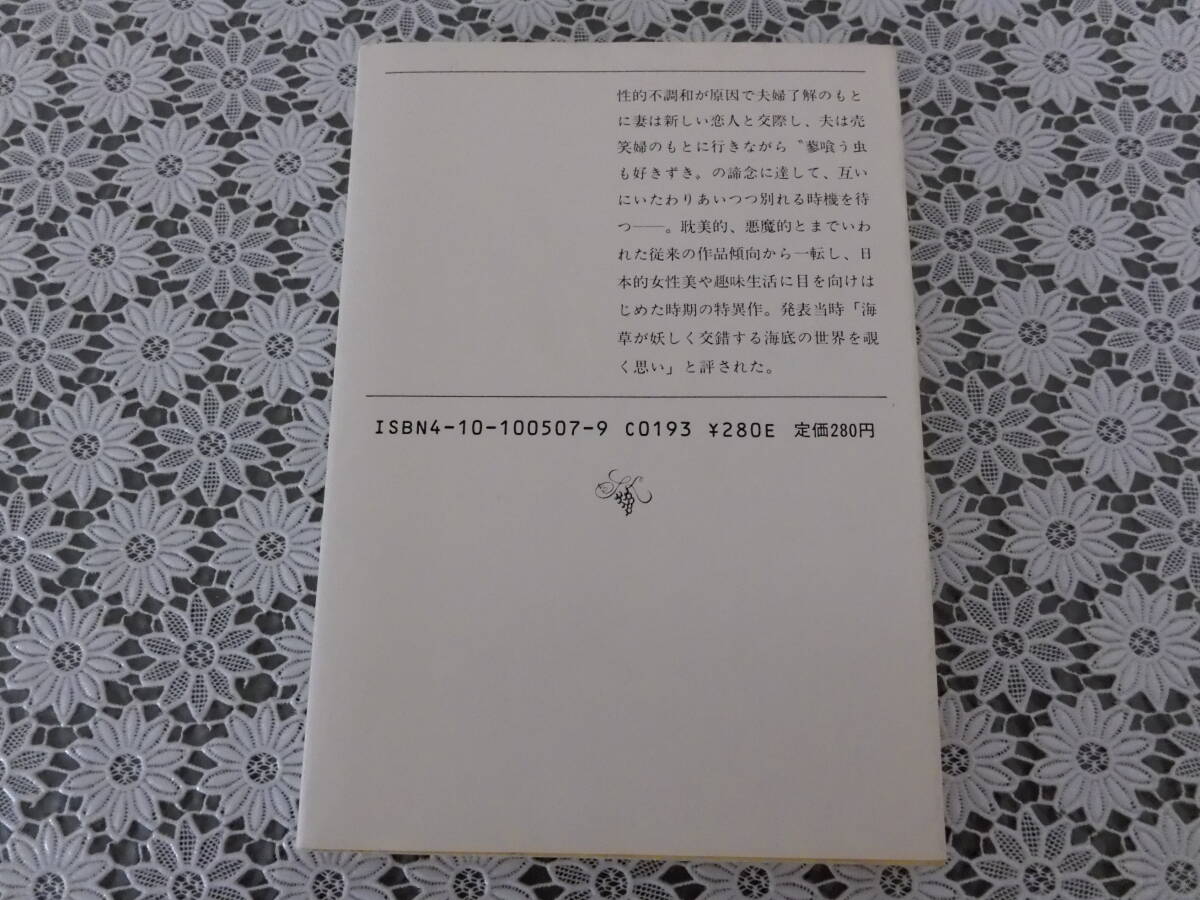 性的不調和が原因で夫婦了解のもと
に妻は新しい恋人と交際し、夫は売
笑婦のもとに行きながら〝蓼喰う虫
も好きずき〟の諦念に達して、互い
にいたわりあいつつ別れる時機を待
つ――。耽美的、悪魔的とまでいわ
れた従来の作品傾向から一転し、日
本的女性美や趣味生活に目を向けは
じめた時期の特異作。発表当時「海
草が妖しく交錯する海底の世界を覗
く思い」と評された。
ISBN4-10-100507-9 C0193 ¥280E 定価280円